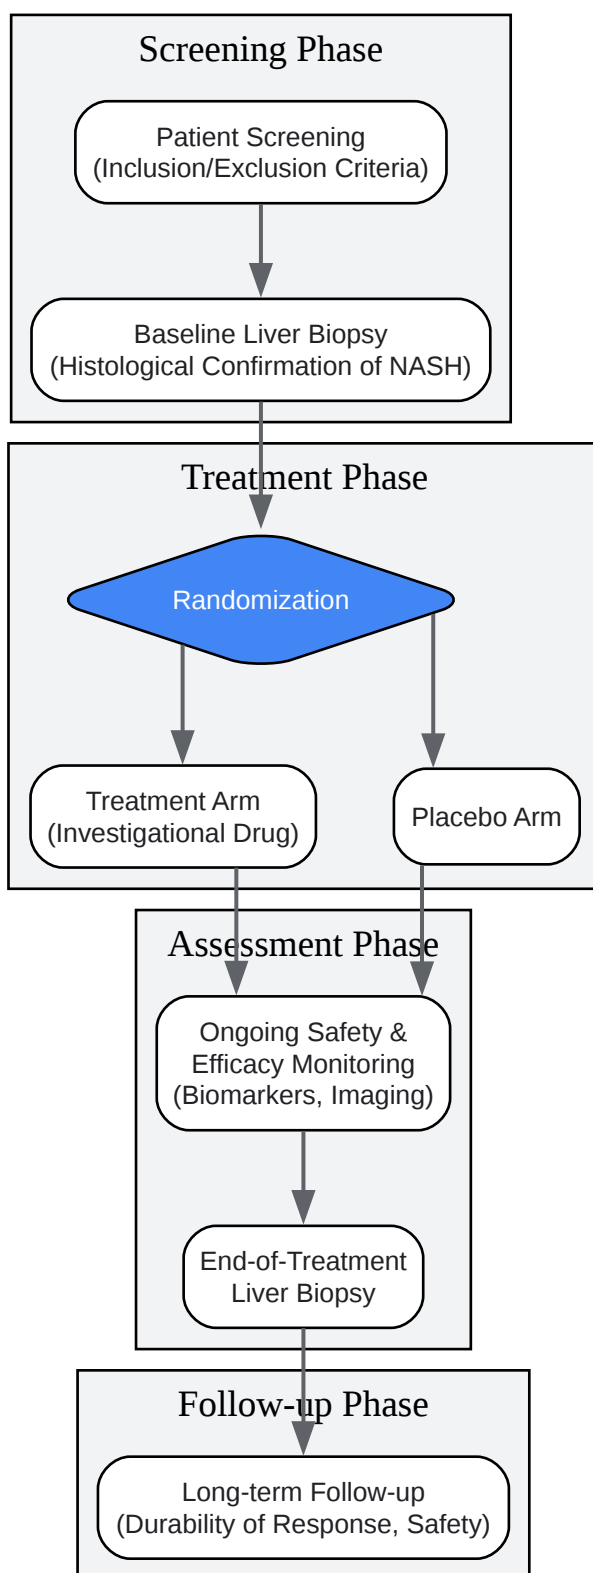 Screening Phase
Patient Screening
(Inclusion/Exclusion Criteria)
Baseline Liver Biopsy
(Histological Confirmation of NASH)
Treatment Phase
Randomization
Treatment Arm
(Investigational Drug)
Placebo Arm
Assessment Phase
Ongoing Safety &
Efficacy Monitoring
(Biomarkers, Imaging)
End-of-Treatment
Liver Biopsy
Follow-up Phase
Long-term Follow-up
(Durability of Response, Safety)